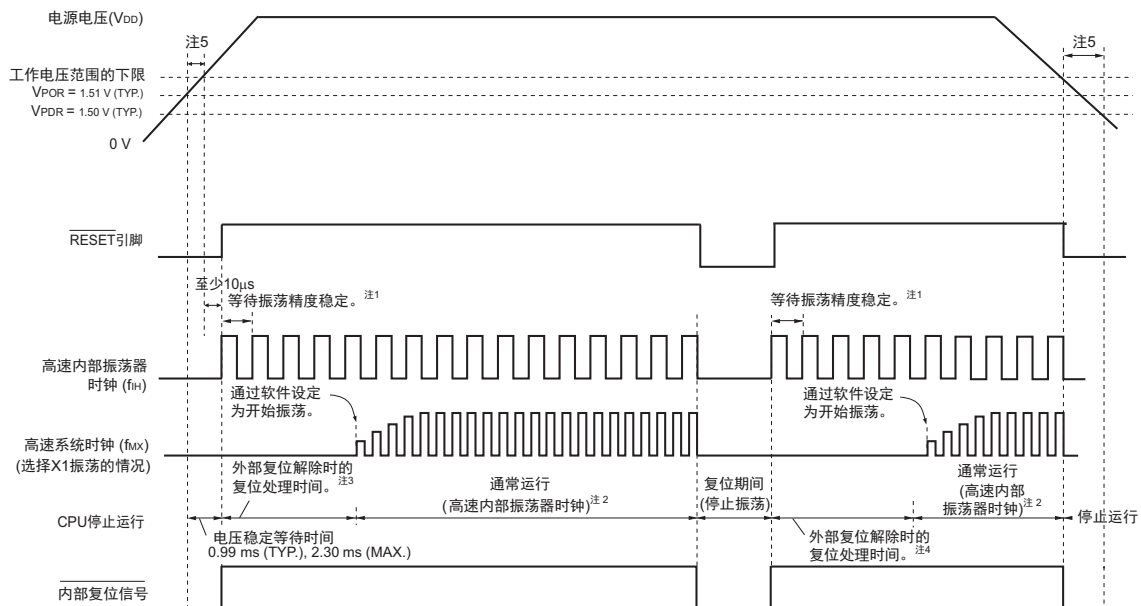 电源电压(VDD)
注5
注5
工作电压范围的下限
VPOR = 1.51 V (TYP.)
VPDR = 1.50 V (TYP.)
0 V
RESET引脚
至少10μs
等待振荡精度稳定。注1
等待振荡精度稳定。注1
高速内部振荡器
时钟 (fIH)
通过软件设定
为开始振荡。
通过软件设定
为开始振荡。
高速系统时钟 (fMX)
(选择X1振荡的情况)
外部复位解除时的
复位处理时间。注3
通常运行
(高速内部振荡器时钟)注 2
复位期间
(停止振荡)
通常运行
(高速内部
振荡器时钟)注 2
CPU停止运行
停止运行
电压稳定等待时间
0.99 ms (TYP.), 2.30 ms (MAX.)
外部复位解除时的
复位处理时间。注4
内部复位信号